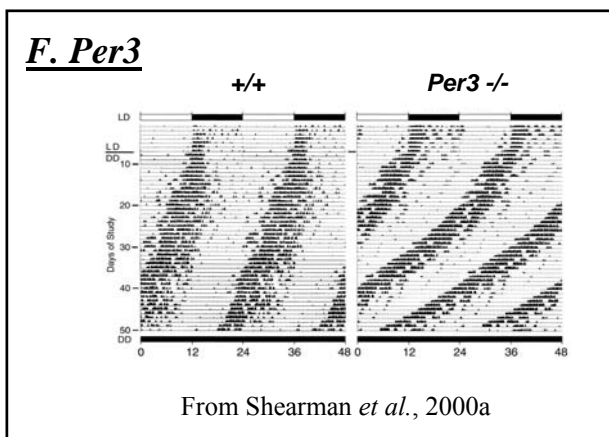 F. Per3
+/+ Per3 -/-
LD
LD
DD
10
20
30
40
50
Days of Study
DD
0 12 24 36 48 0 12 24 36 48
From Shearman et al., 2000a